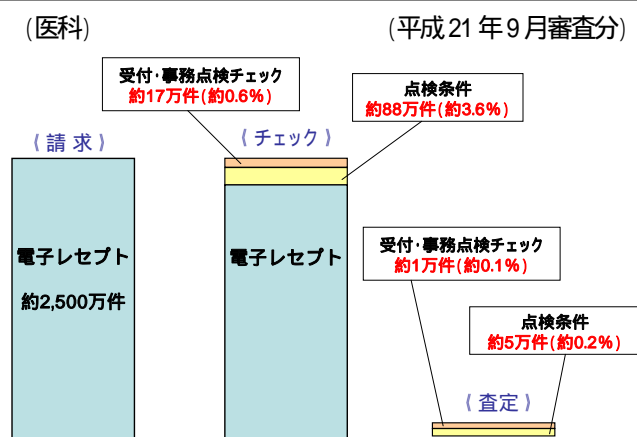 (医科)
(平成21年9月審査分)
受付・事務点検チェック
約17万件(約0.6%)
点検条件
約88万件(約3.6%)
(請求)
(チェック)
電子レセプト
約2,500万件
電子レセプト
受付・事務点検チェック
約1万件(約0.1%)
点検条件
約5万件(約0.2%)
(査定)